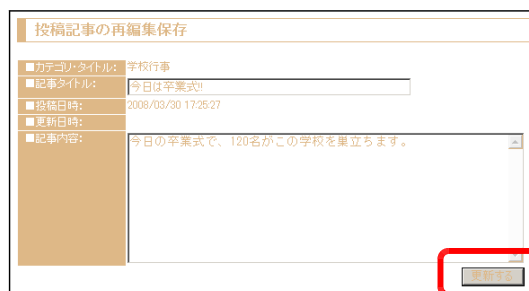 投稿記事の再編集保存
■カテゴリ・タイトル: 学校行事
■記事タイトル: 今日は卒業式!!
■投稿日時: 2008/03/30 17:25:27
■更新日時:
■記事内容: 今日の卒業式で、120名がこの学校を巣立ちます。
更新する